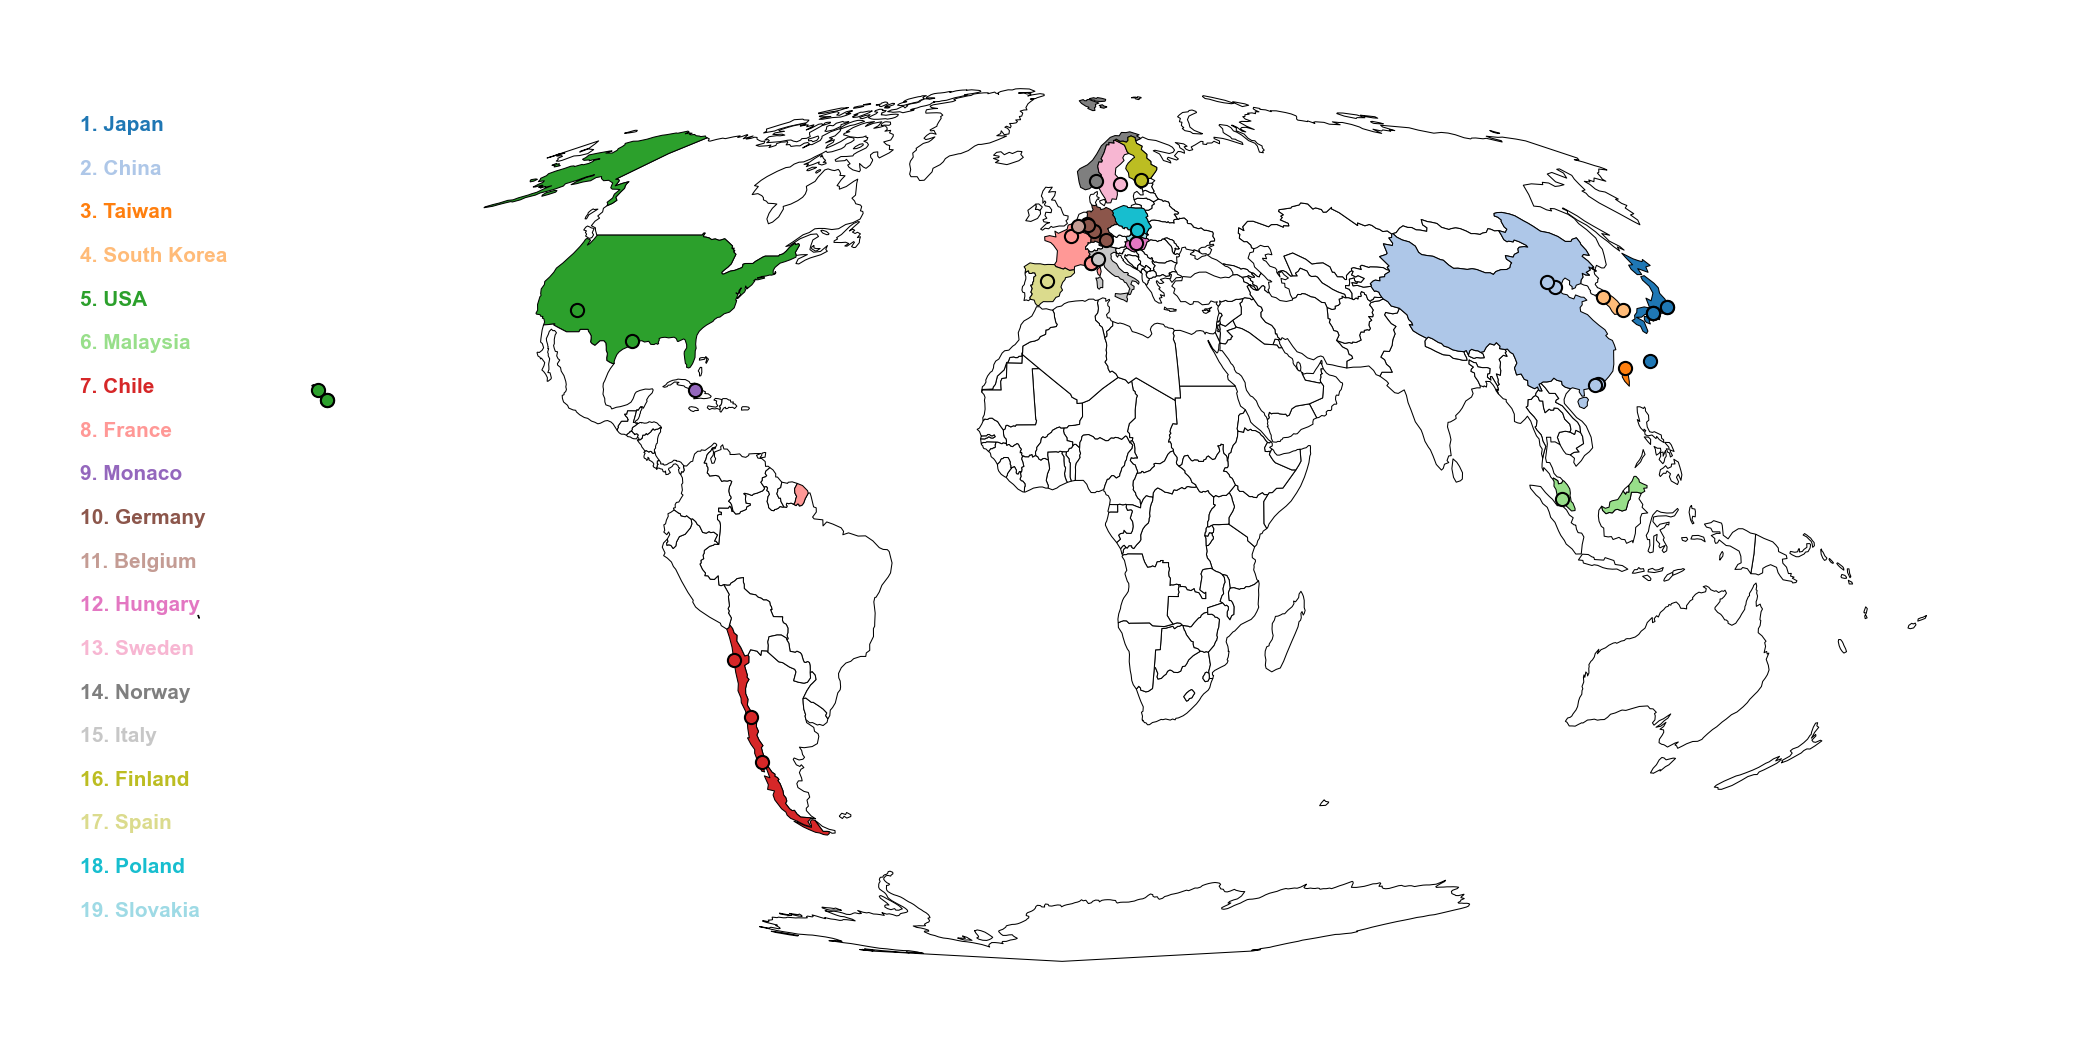 1. Japan
2. China
3. Taiwan
4. South Korea
5. USA
6. Malaysia
7. Chile
8. France
9. Monaco
10. Germany
11. Belgium
12. Hungary
13. Sweden
14. Norway
15. Italy
16. Finland
17. Spain
18. Poland
19. Slovakia